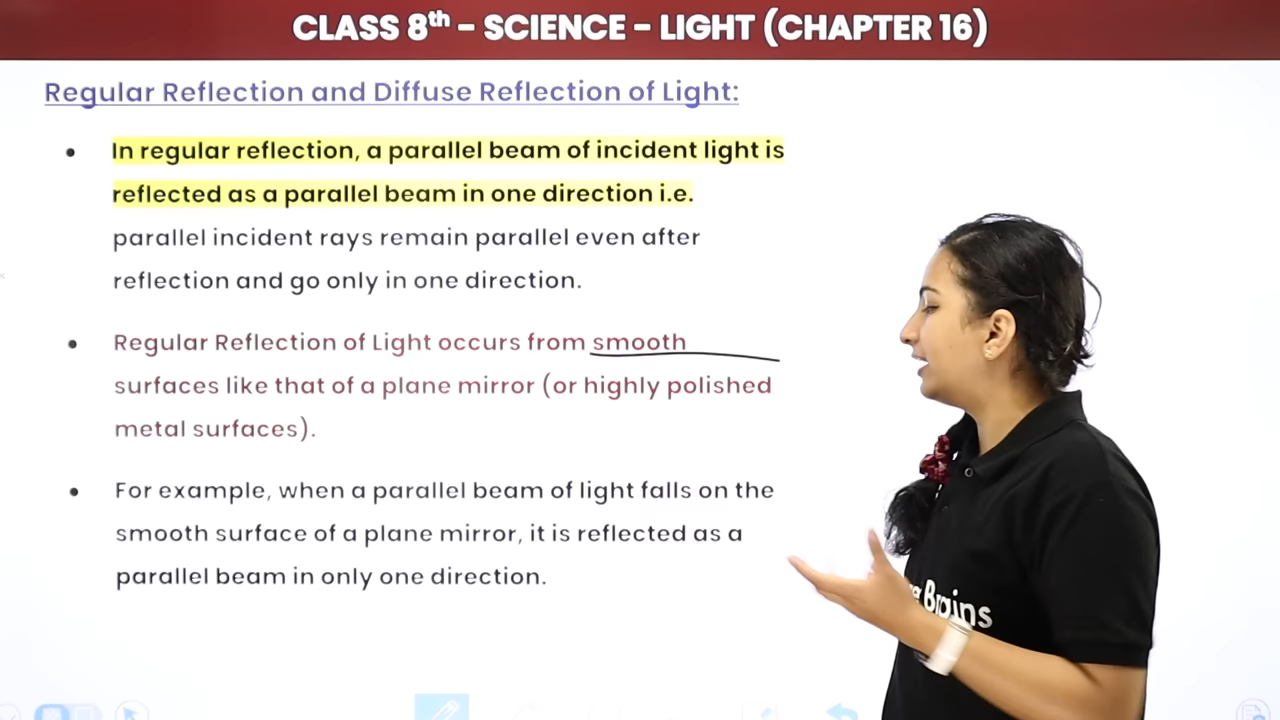 CLASS 8th – SCIENCE – LIGHT (CHAPTER 16)
Regular Reflection and Diffuse Reflection of Light:
• In regular reflection, a parallel beam of incident light is
reflected as a parallel beam in one direction i.e.
parallel incident rays remain parallel even after
reflection and go only in one direction.
• Regular Reflection of Light occurs from smooth
surfaces like that of a plane mirror (or highly polished
metal surfaces).
• For example, when a parallel beam of light falls on the
smooth surface of a plane mirror, it is reflected as a
parallel beam in only one direction.
Brains